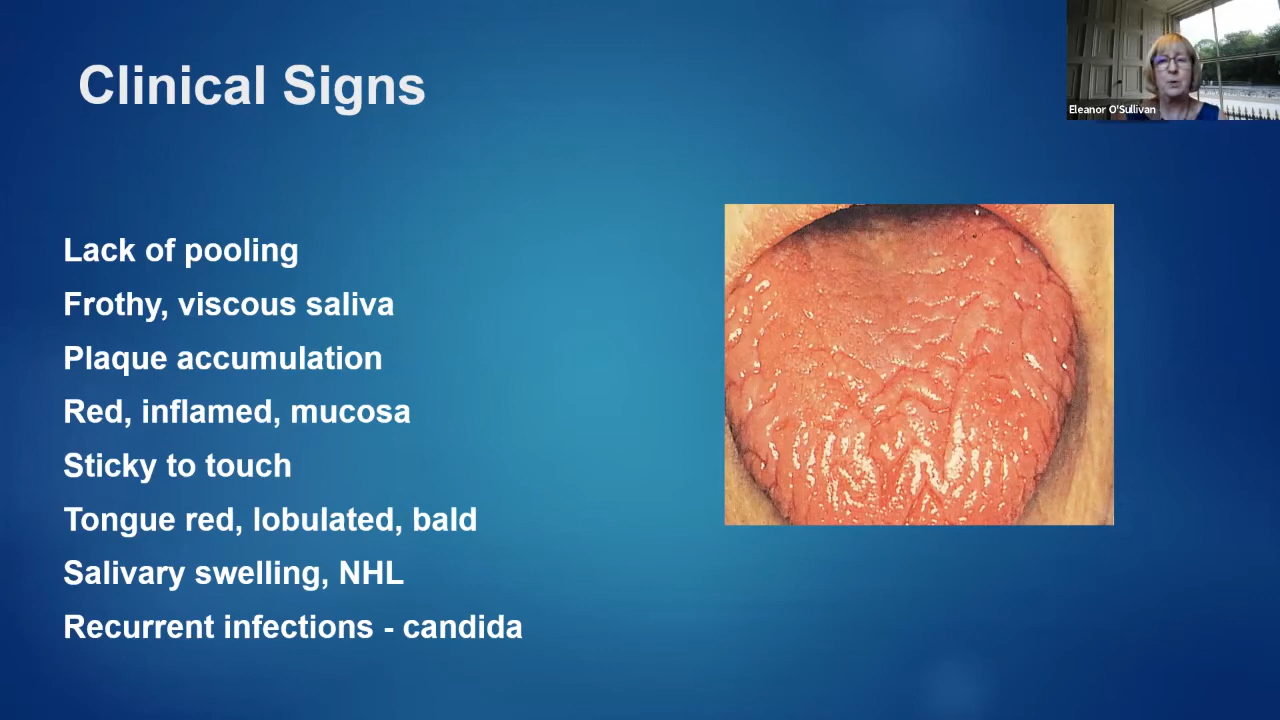 Clinical Signs
Eleanor O'Sullivan
Lack of pooling
Frothy, viscous saliva
Plaque accumulation
Red, inflamed, mucosa
Sticky to touch
Tongue red, lobulated, bald
Salivary swelling, NHL
Recurrent infections - candida